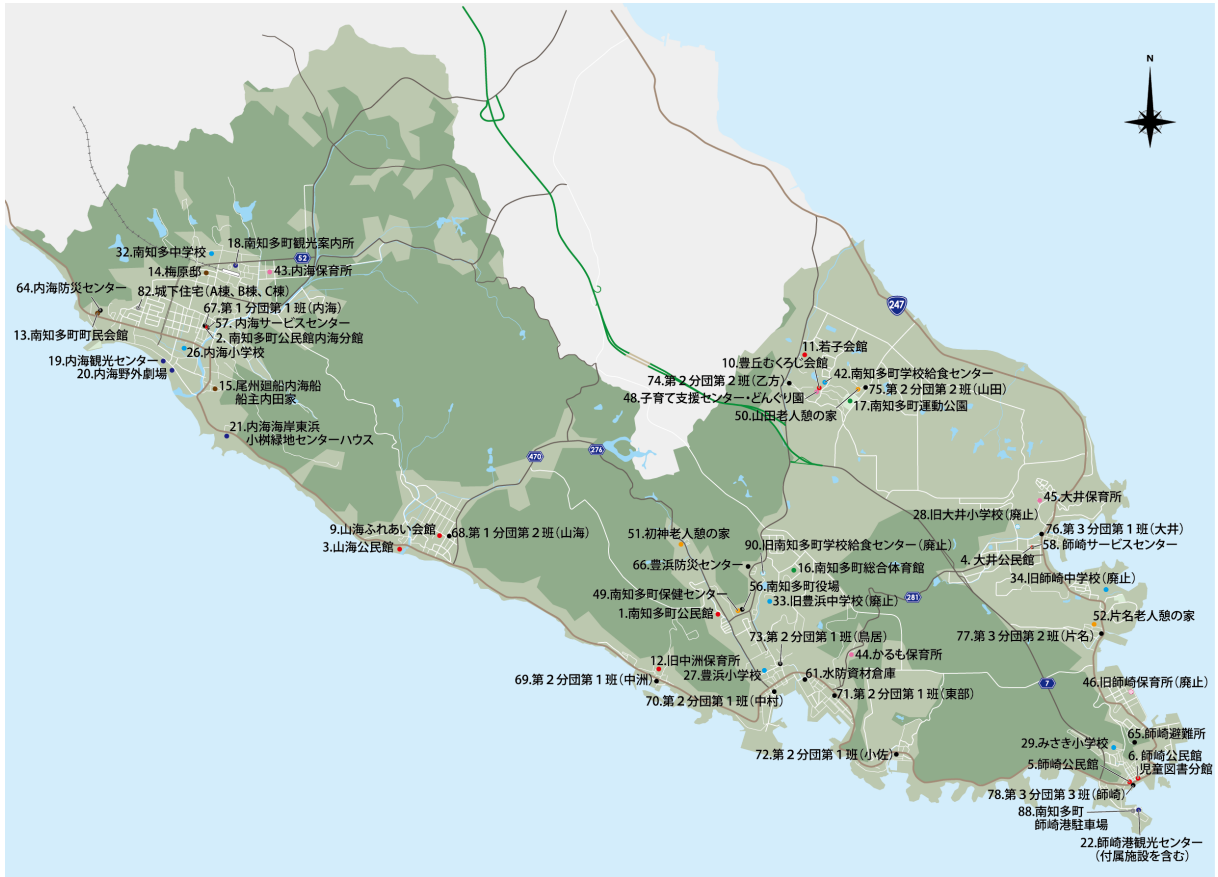 N
32.南知多中学校
18.南知多町観光案内所
52
14.梅原邸
43.内海保育所
64.内海防災センター
82.城下住宅(A棟、B棟、C棟)
67.第1分団第1班(内海)
57. 内海サービスセンター
13.南知多町町民会館
2. 南知多町公民館内海分館
26.内海小学校
19.内海観光センター
20.内海野外劇場
15.尾州廻船内海船
船主内田家
21.内海海岸東浜
小桝緑地センターハウス
247
11.若子会館
10.豊丘むくろじ会館
42.南知多町学校給食センター
74.第2分団第2班(乙方)
75.第2分団第2班(山田)
48.子育て支援センター・どんぐり園
17.南知多町運動公園
50.山田老人憩の家
276
470
45.大井保育所
28.旧大井小学校(廃止)
9.山海ふれあい会館
68.第1分団第2班(山海)
51.初神老人憩の家
76.第3分団第1班(大井)
3.山海公民館
90.旧南知多町学校給食センター(廃止)
58. 師崎サービスセンター
4. 大井公民館
66.豊浜防災センター
16.南知多町総合体育館
34.旧師崎中学校(廃止)
56.南知多町役場
49.南知多町保健センター
33.旧豊浜中学校(廃止)
281
1.南知多町公民館
52.片名老人憩の家
73.第2分団第1班(鳥居)
77.第3分団第2班(片名)
44.かるも保育所
12.旧中洲保育所
27.豊浜小学校
61.水防資材倉庫
69.第2分団第1班(中洲)
7
46.旧師崎保育所(廃止)
70.第2分団第1班(中村)
71.第2分団第1班(東部)
65.師崎避難所
29.みさき小学校
72.第2分団第1班(小佐)
6. 師崎公民館
児童図書分館
5.師崎公民館
78.第3分団第3班(師崎)
88.南知多町
師崎港駐車場
22.師崎港観光センター
(付属施設を含む)